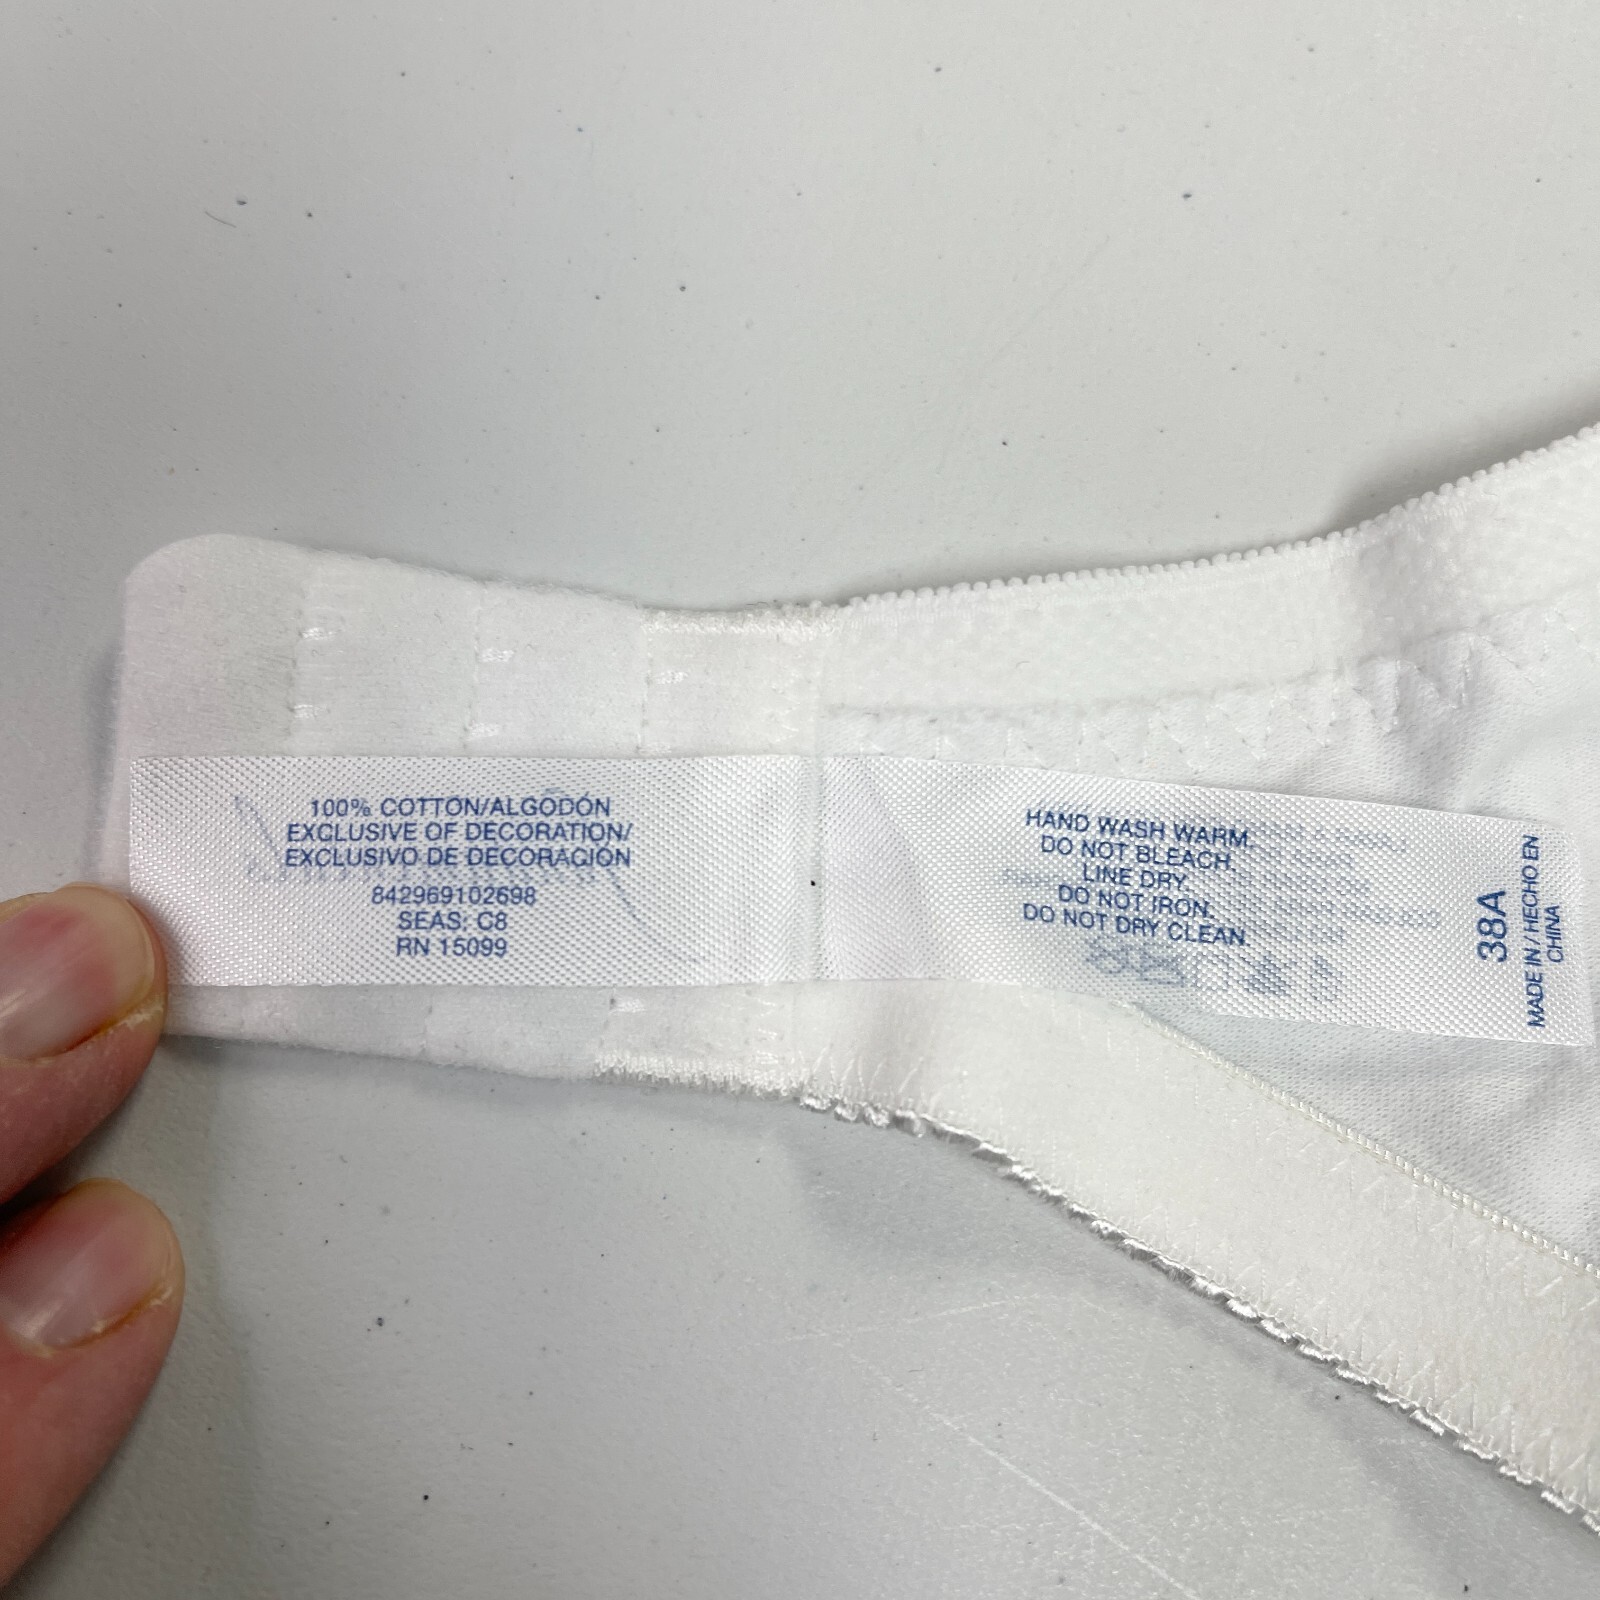 100% COTTON/ALGODÓN
EXCLUSIVE OF DECORATION/
EXCLUSIVO DE DECORACIÓN
842969102698
SEAS: C8
RN 15099
HAND WASH WARM.
DO NOT BLEACH.
LINE DRY.
DO NOT IRON.
DO NOT DRY CLEAN.
38A
MADE IN / HECHO EN
CHINA